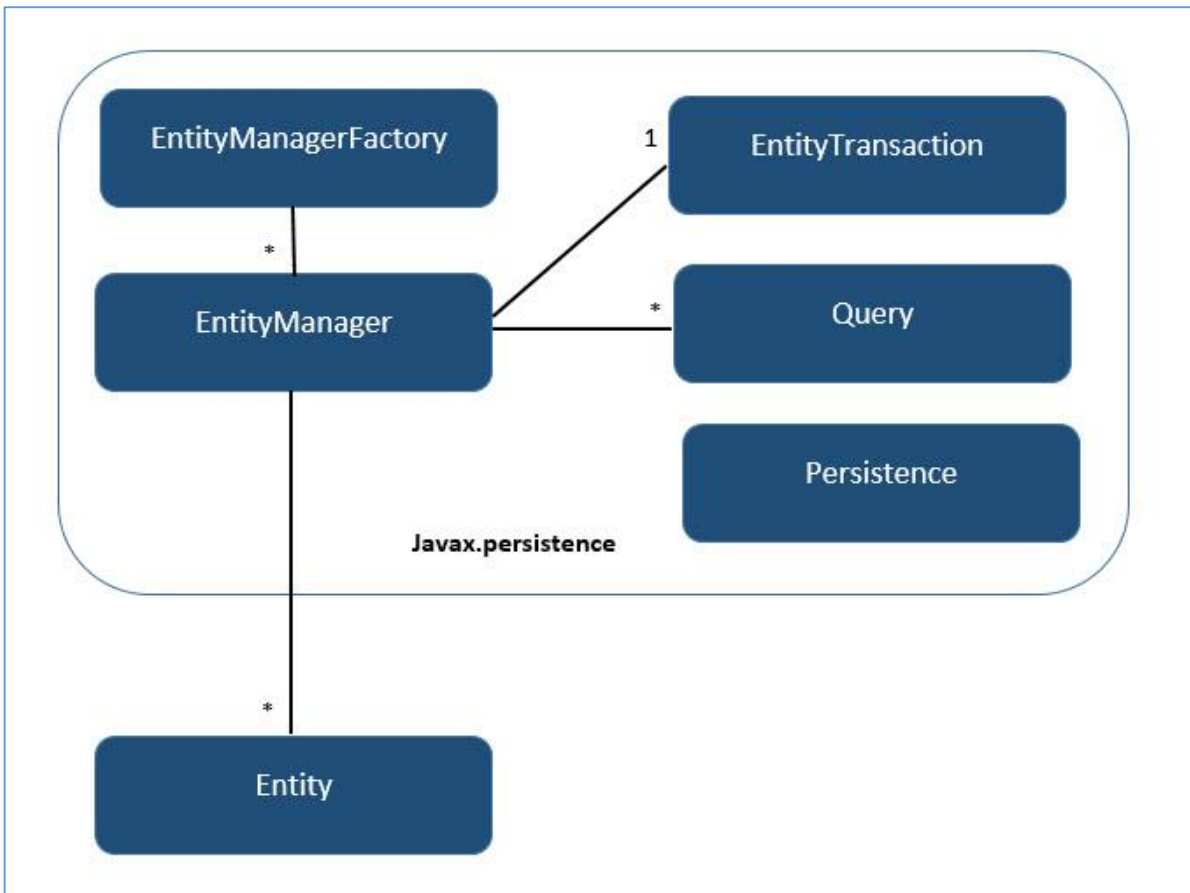 EntityManagerFactory
1
EntityTransaction
*
EntityManager
*
Query
Persistence
Javax.persistence
*
Entity